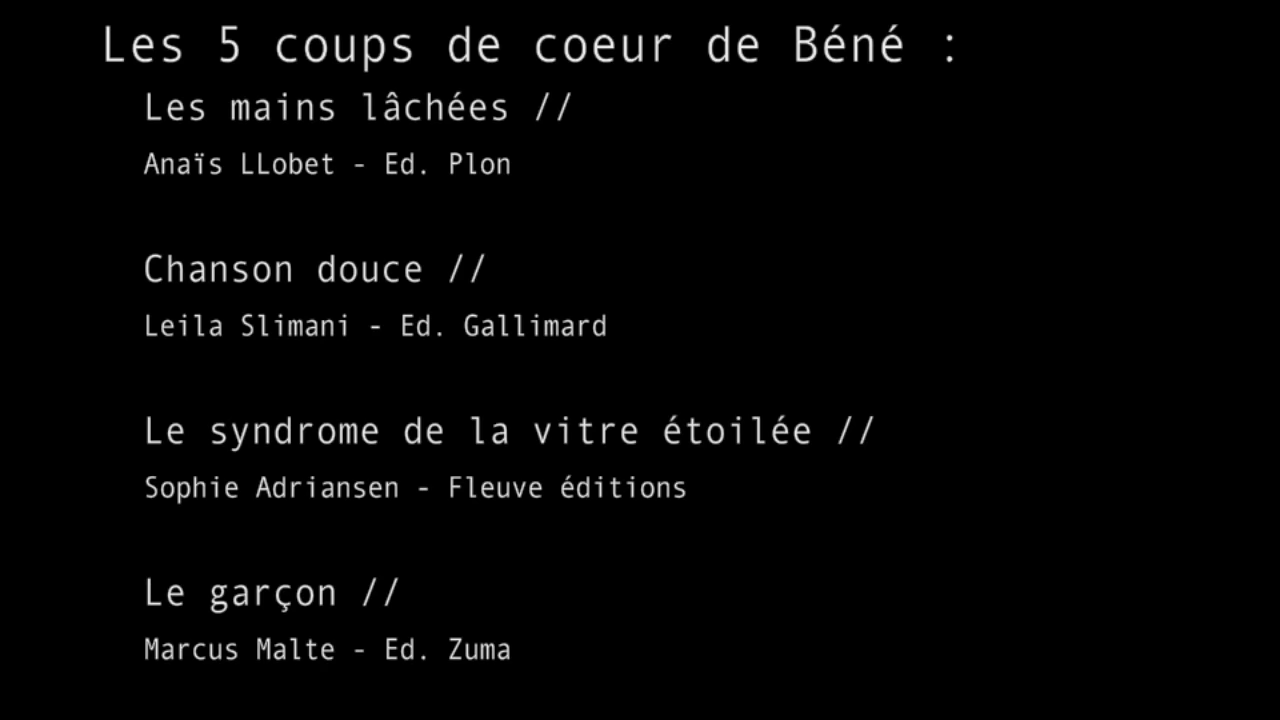 Les 5 coups de coeur de Béné :
Les mains lâchées //
Anaïs LLobet - Ed. Plon
Chanson douce //
Leila Slimani - Ed. Gallimard
Le syndrome de la vitre étoilée //
Sophie Adriansen - Fleuve éditions
Le garçon //
Marcus Malte - Ed. Zuma